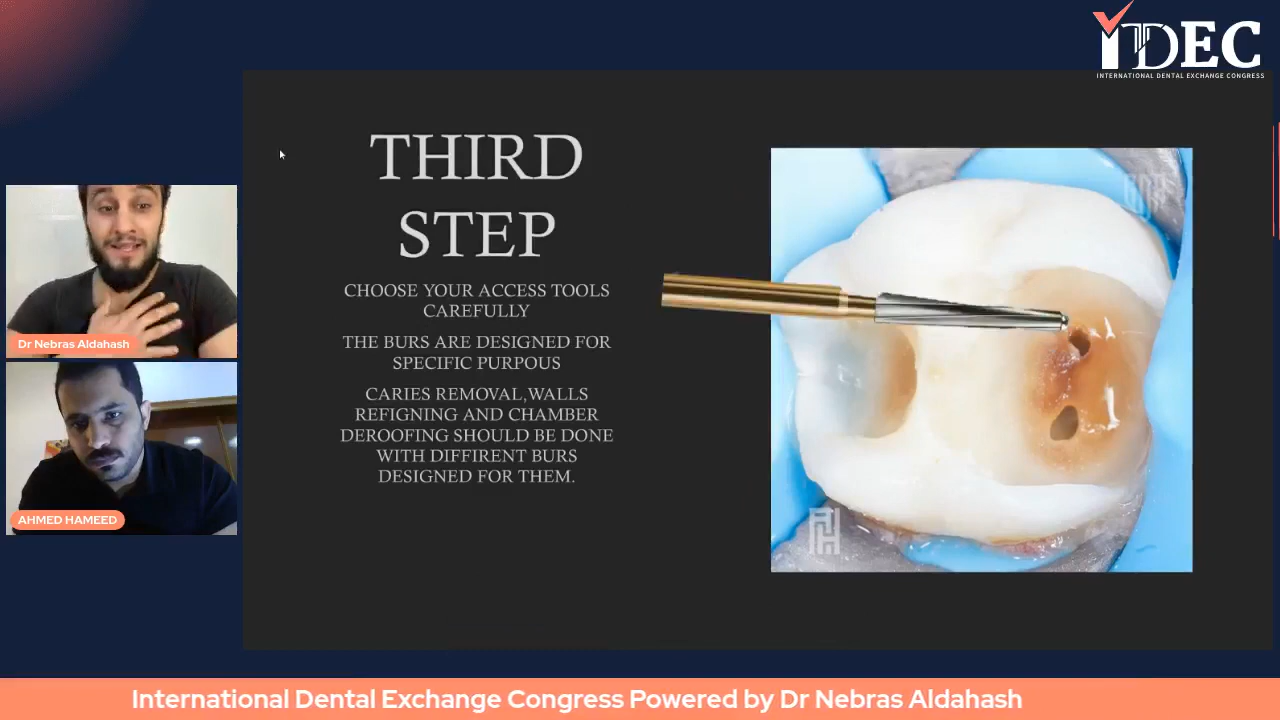 IDEC
INTERNATIONAL DENTAL EXCHANGE CONGRESS
THIRD
STEP
CHOOSE YOUR ACCESS TOOLS
CAREFULLY
THE BURS ARE DESIGNED FOR
SPECIFIC PURPOUS
CARIES REMOVAL,WALLS
REFIGNING AND CHAMBER
DEROOFING SHOULD BE DONE
WITH DIFFIRENT BURS
DESIGNED FOR THEM.
Dr Nebras Aldahash
AHMED HAMEED
International Dental Exchange Congress Powered by Dr Nebras Aldahash